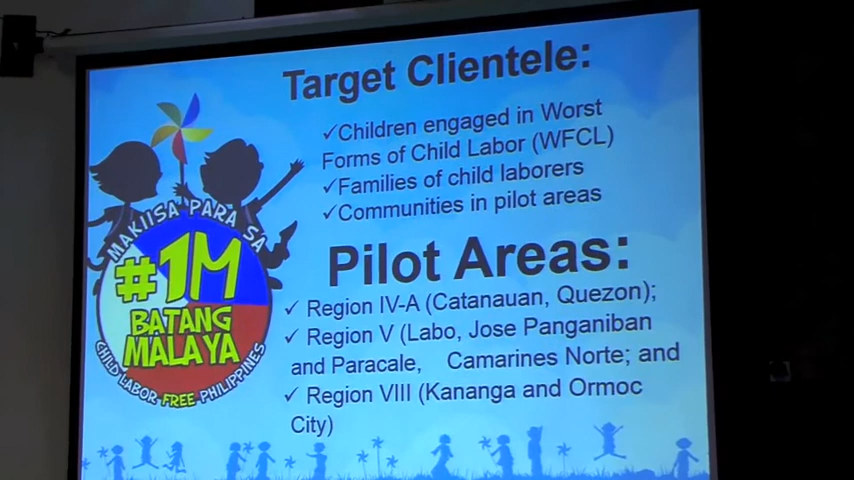 Target Clientele:
✓Children engaged in Worst
Forms of Child Labor (WFCL)
✓Families of child laborers
✓Communities in pilot areas
MAKIISA PARA SA
#1M
BATANG
MALAYA
CHILD LABOR FREE PHILIPPINES
Pilot Areas:
✓ Region IV-A (Catanauan, Quezon);
✓ Region V (Labo, Jose Panganiban
and Paracale, Camarines Norte; and
✓ Region VIII (Kananga and Ormoc
City)